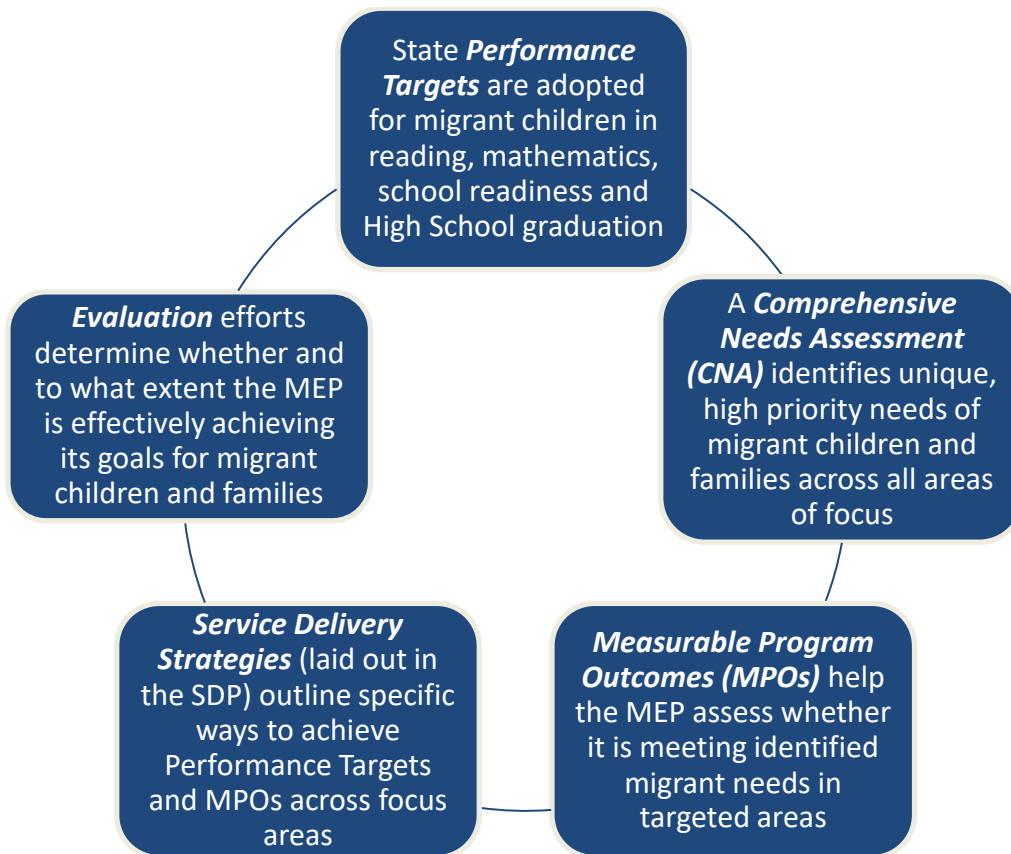 State Performance
Targets are adopted
for migrant children in
reading, mathematics,
school readiness and
High School graduation
A Comprehensive
Needs Assessment
(CNA) identifies unique,
high priority needs of
migrant children and
families across all areas
of focus
Measurable Program
Outcomes (MPOs) help
the MEP assess whether
it is meeting identified
migrant needs in
targeted areas
Service Delivery
Strategies (laid out in
the SDP) outline specific
ways to achieve
Performance Targets
and MPOs across focus
areas
Evaluation efforts
determine whether and
to what extent the MEP
is effectively achieving
its goals for migrant
children and families